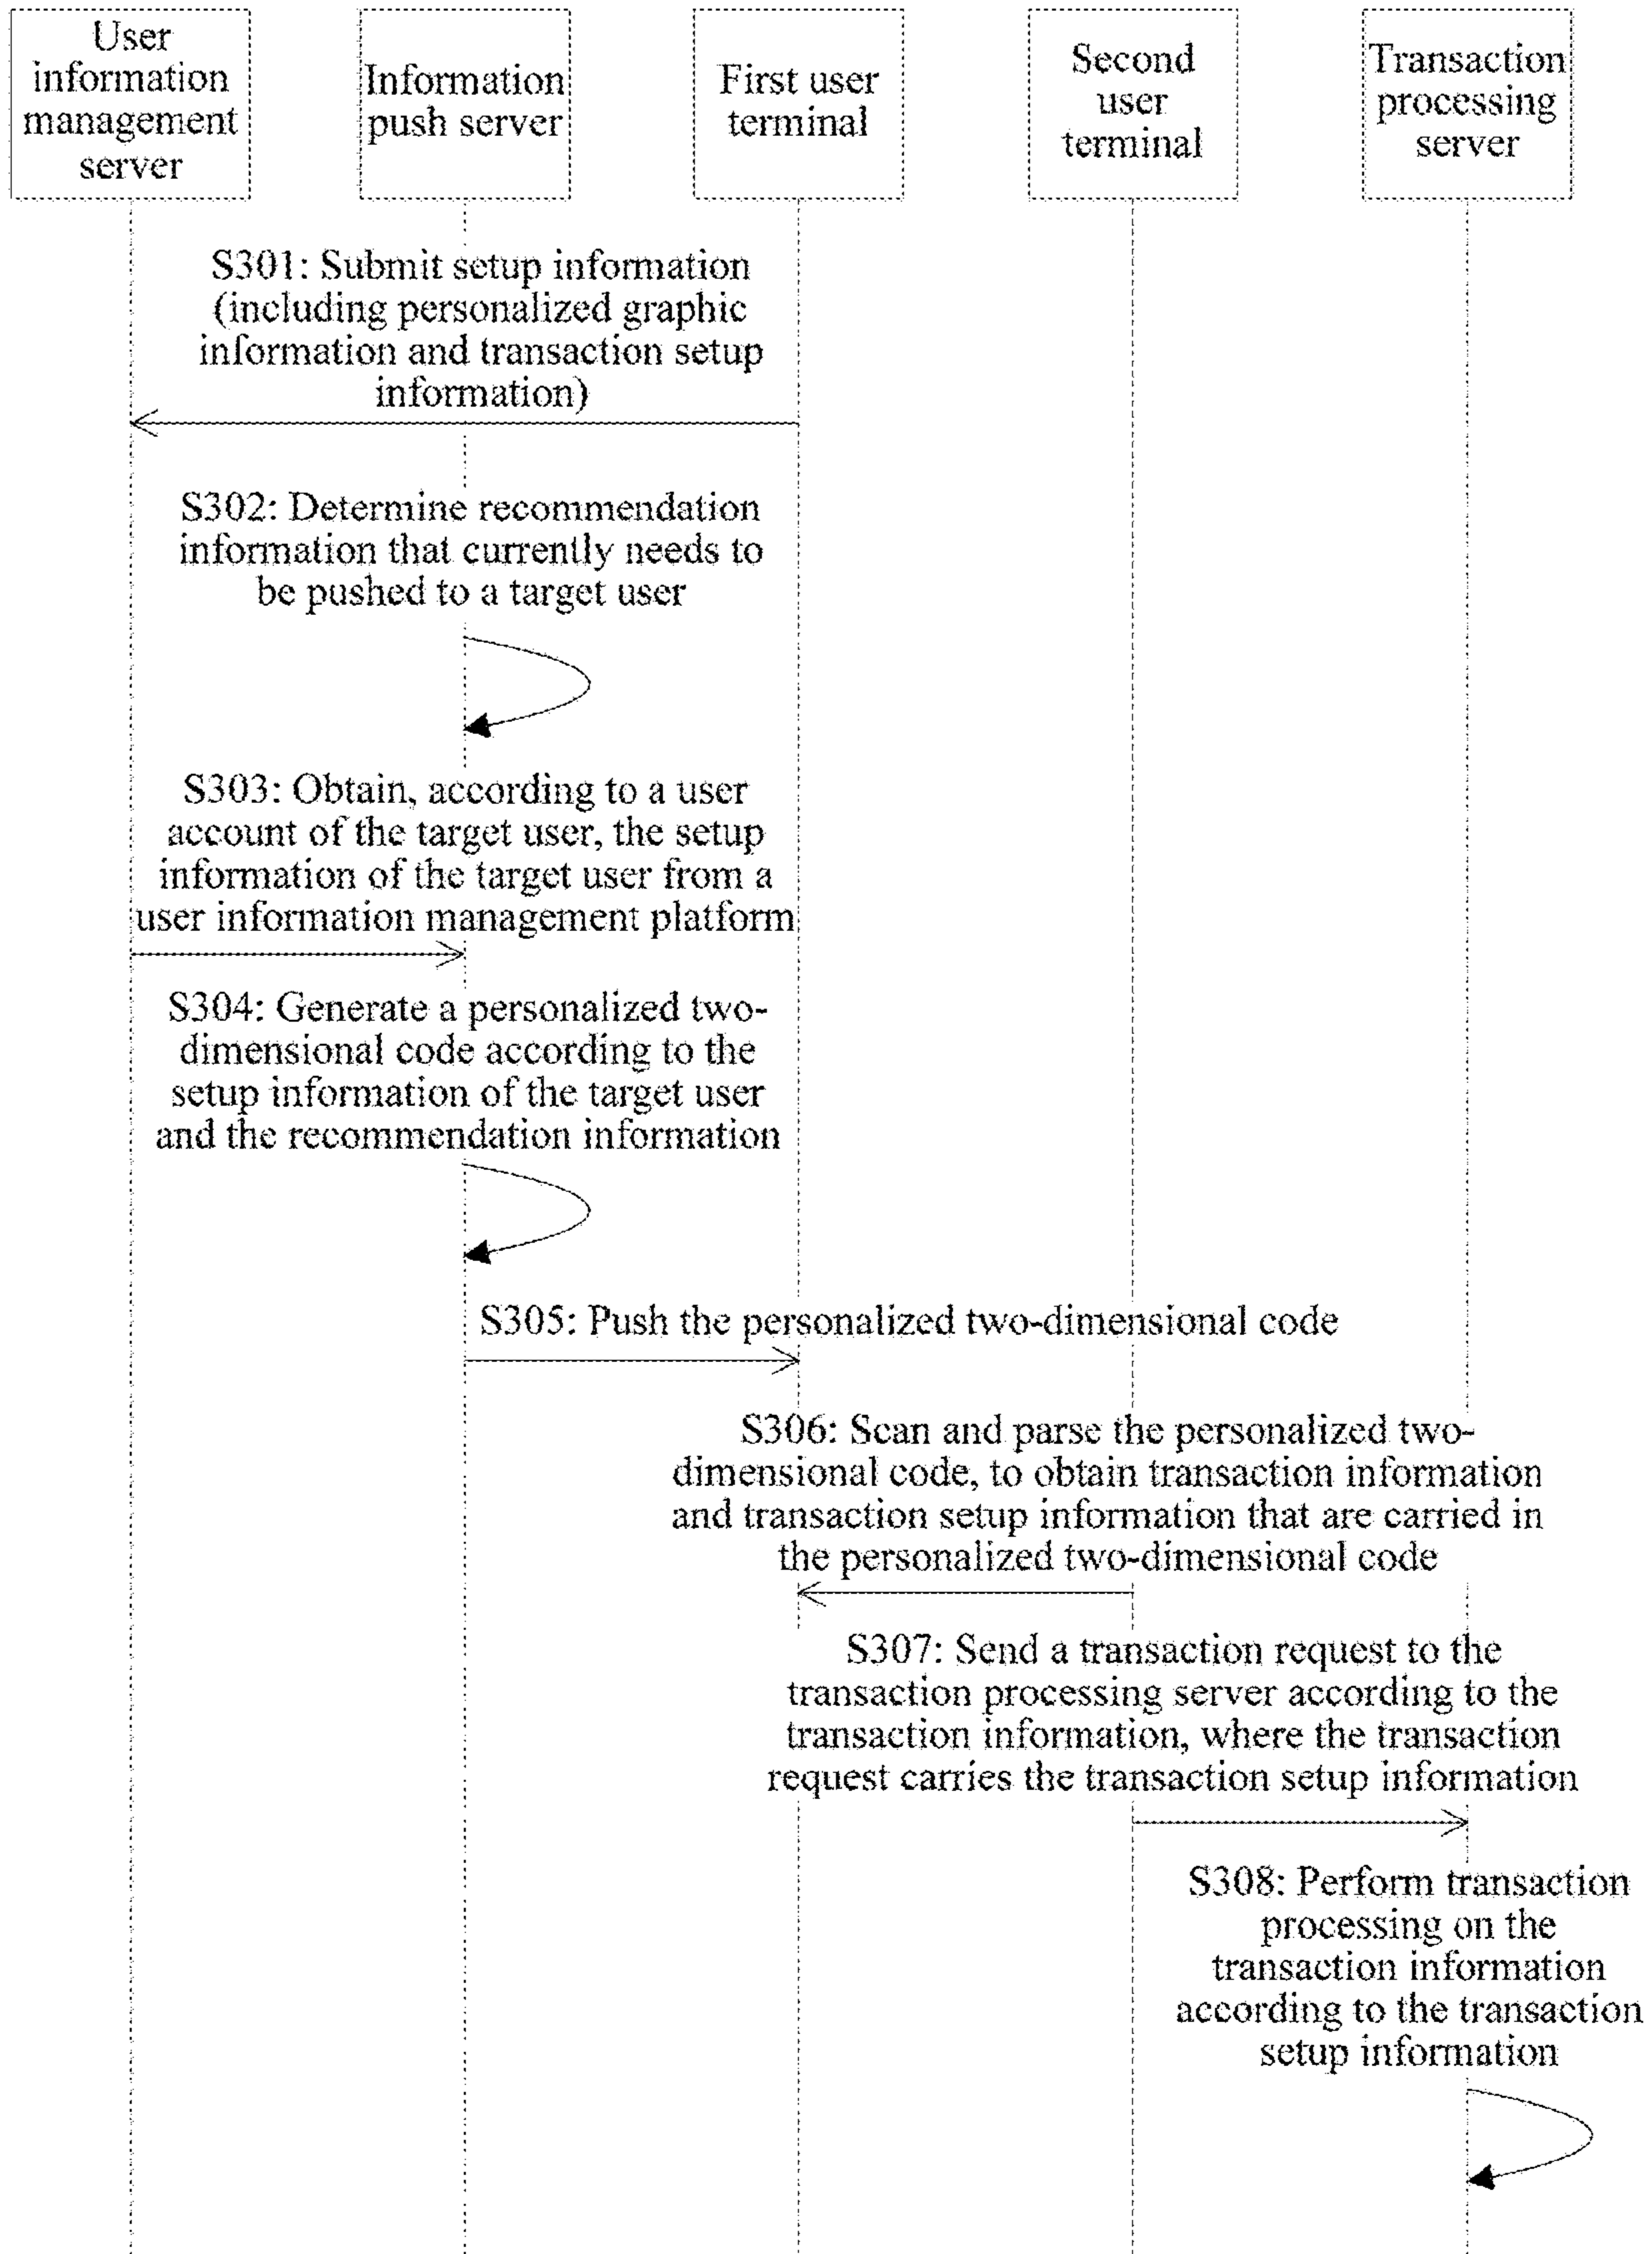 User
information
management
server
Information
push server
First user
terminal
Second
user
terminal
Transaction
processing
server
S301: Submit setup information
(including personalized graphic
information and transaction setup
information)
S302: Determine recommendation
information that currently needs to
be pushed to a target user
S303: Obtain, according to a user
account of the target user, the setup
information of the target user from a
user information management platform
S304: Generate a personalized two-
dimensional code according to the
setup information of the target user
and the recommendation information
S305: Push the personalized two-dimensional code
S306: Scan and parse the personalized two-
dimensional code, to obtain transaction information
and transaction setup information that are carried in
the personalized two-dimensional code
S307: Send a transaction request to the
transaction processing server according to the
transaction information, where the transaction
request carries the transaction setup information
S308: Perform transaction
processing on the
transaction information
according to the transaction
setup information